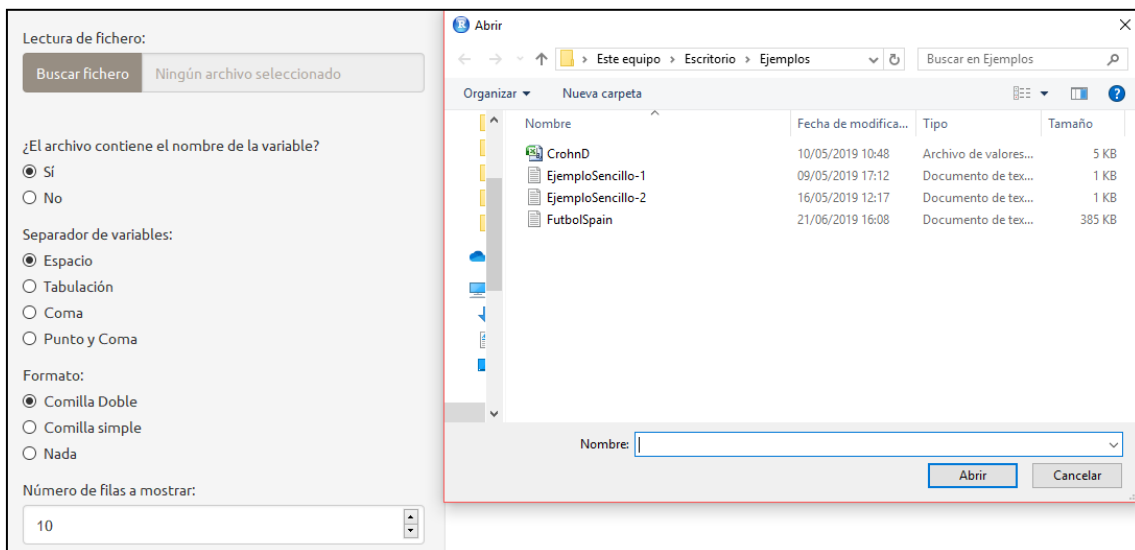 Lectura de fichero:
Buscar fichero Ningún archivo seleccionado
¿El archivo contiene el nombre de la variable?
Sí
No
Separador de variables:
Espacio
Tabulación
Coma
Punto y Coma
Formato:
Comilla Doble
Comilla simple
Nada
Número de filas a mostrar:
10
R Abrir
Este equipo > Escritorio > Ejemplos
Buscar en Ejemplos
Organizar Nueva carpeta
Nombre Fecha de modifica... Tipo Tamaño
CrohnD 10/05/2019 10:48 Archivo de valores... 5 KB
EjemploSencillo-1 09/05/2019 17:12 Documento de tex... 1 KB
EjemploSencillo-2 16/05/2019 12:17 Documento de tex... 1 KB
FutbolSpain 21/06/2019 16:08 Documento de tex... 385 KB
Nombre:
Abrir Cancelar